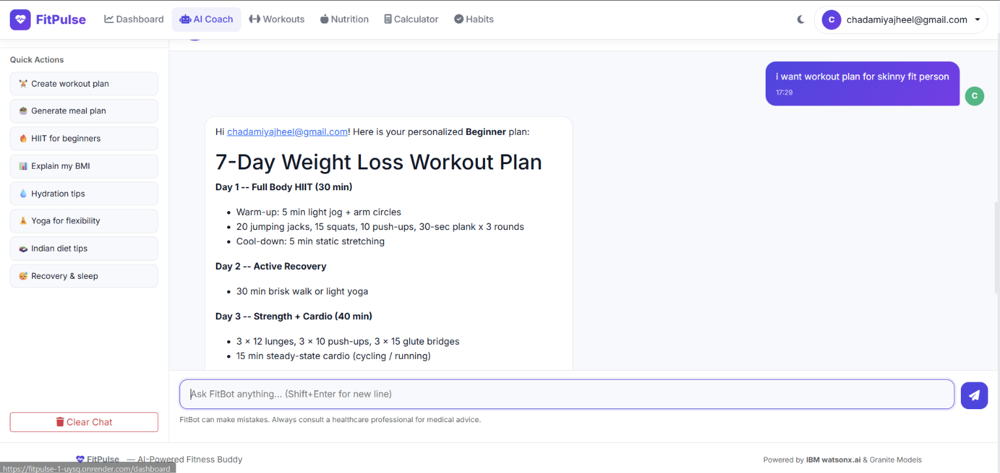 FitPulse
Dashboard
AI Coach
Workouts
Nutrition
Calculator
Habits
C
chadamiyajheel@gmail.com
Quick Actions
Create workout plan
Generate meal plan
HIIT for beginners
Explain my BMI
Hydration tips
Yoga for flexibility
Indian diet tips
Recovery & sleep
Clear Chat
i want workout plan for skinny fit person
17:29
C
Hi chadamiyajheel@gmail.com! Here is your personalized Beginner plan:
7-Day Weight Loss Workout Plan
Day 1 -- Full Body HIIT (30 min)
• Warm-up: 5 min light jog + arm circles
• 20 jumping jacks, 15 squats, 10 push-ups, 30-sec plank x 3 rounds
• Cool-down: 5 min static stretching
Day 2 -- Active Recovery
• 30 min brisk walk or light yoga
Day 3 -- Strength + Cardio (40 min)
• 3 × 12 lunges, 3 × 10 push-ups, 3 × 15 glute bridges
• 15 min steady-state cardio (cycling / running)
Ask FitBot anything... (Shift+Enter for new line)
FitBot can make mistakes. Always consult a healthcare professional for medical advice.
FitPulse — AI-Powered Fitness Buddy
Powered by IBM watsonx.ai & Granite Models
https://fitpulse-1-uysq.onrender.com/dashboard